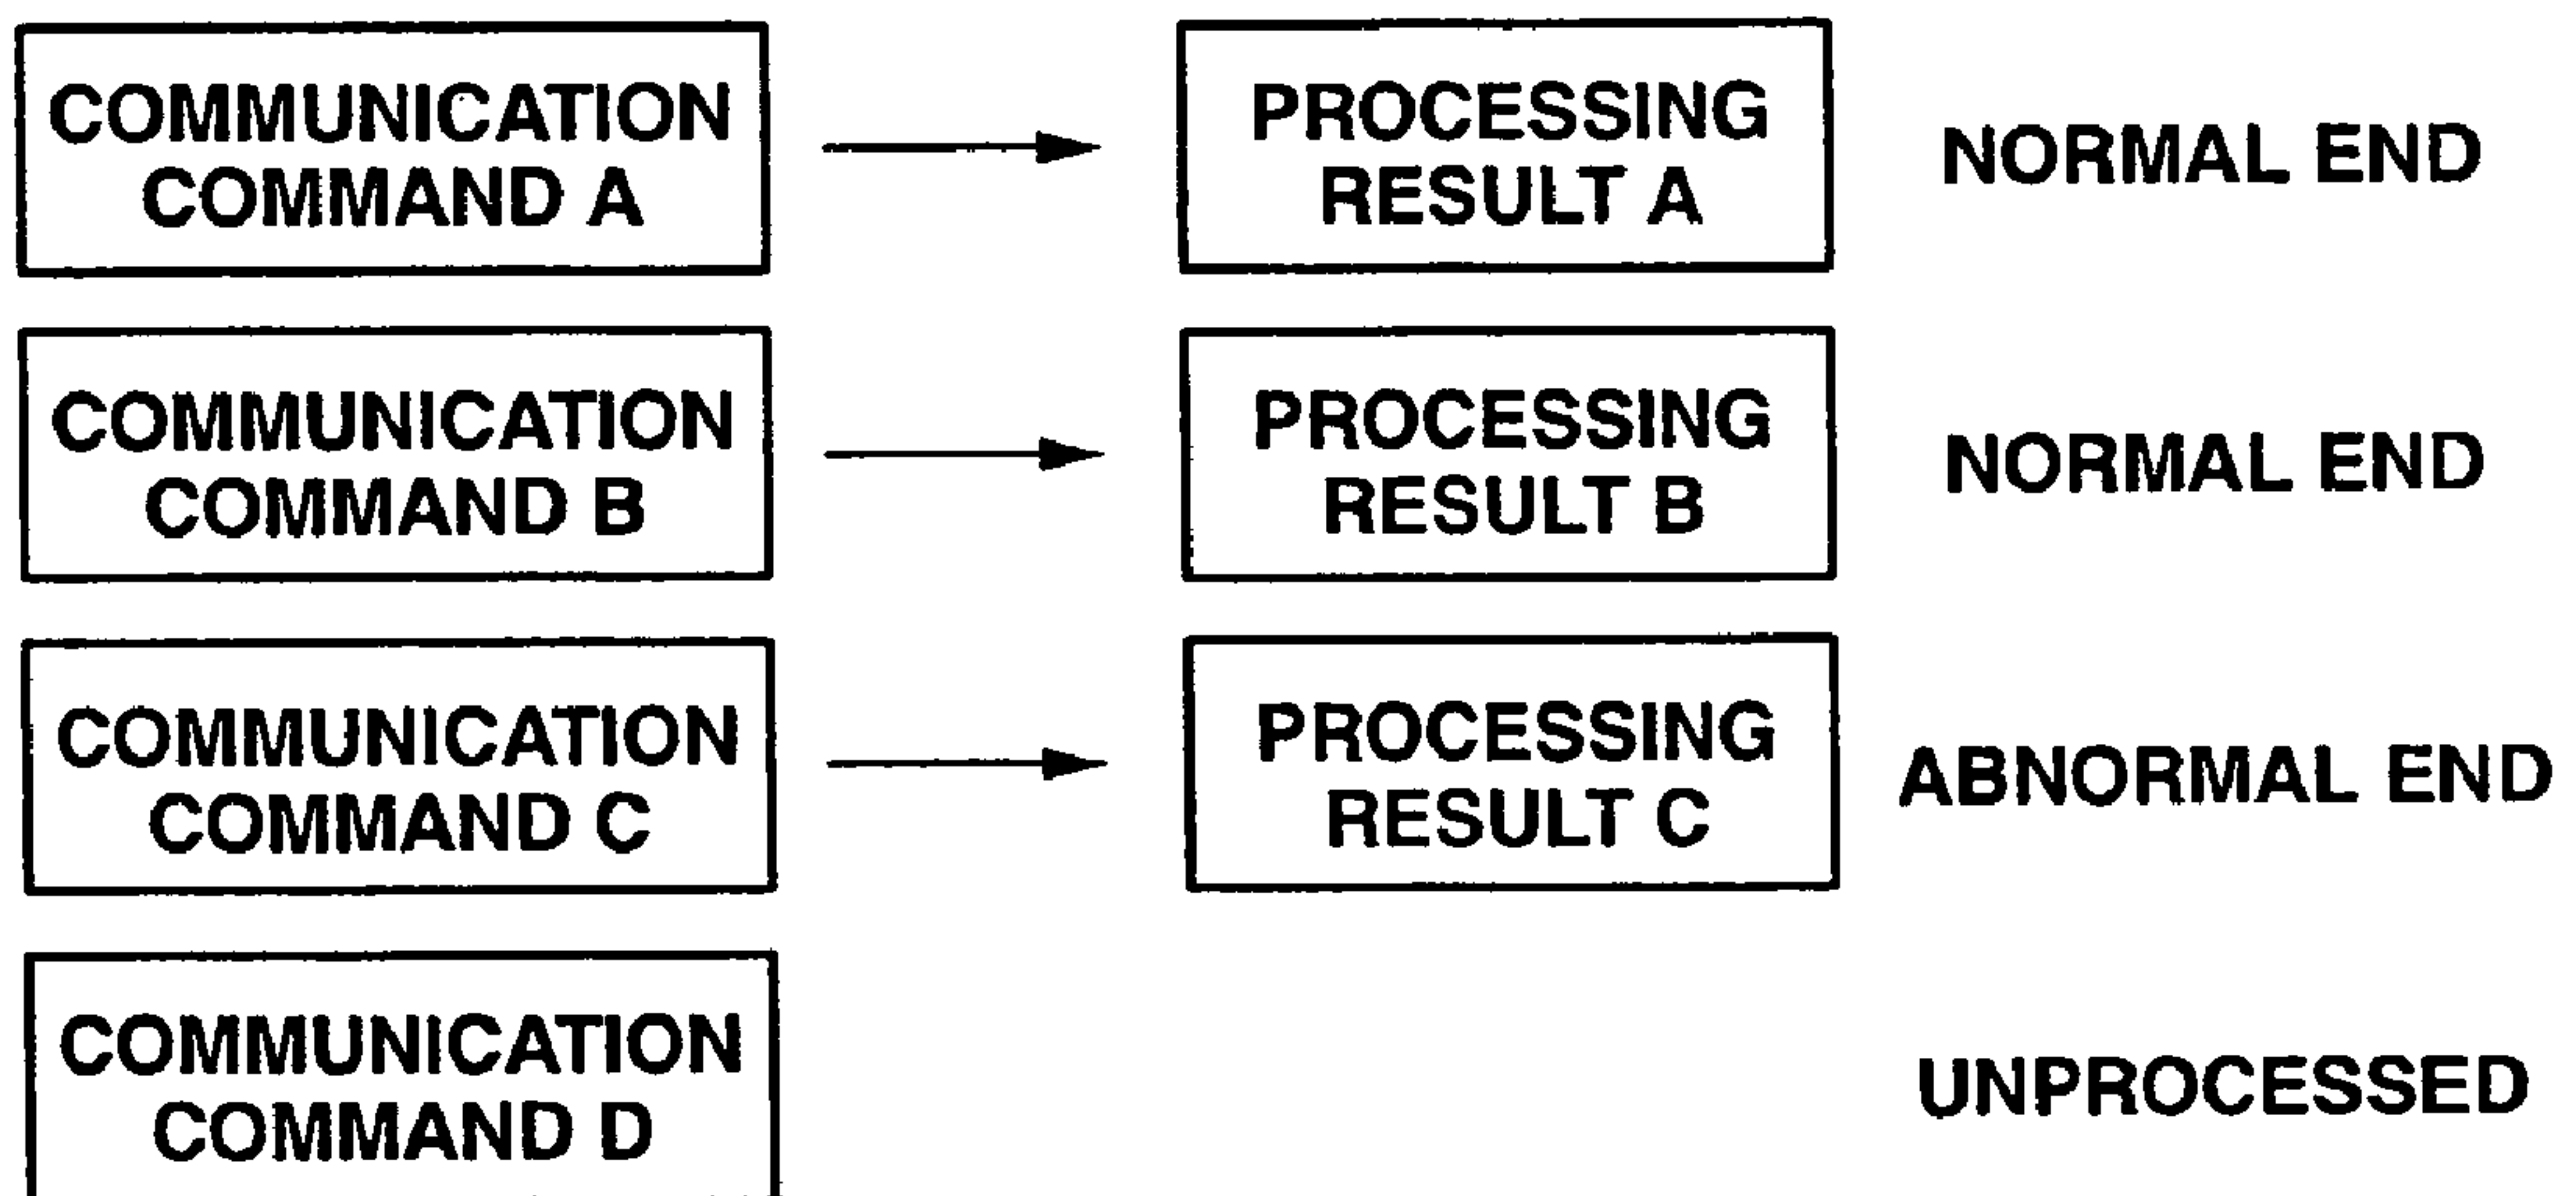 COMMUNICATION
COMMAND A
PROCESSING
RESULT A
NORMAL END
COMMUNICATION
COMMAND B
PROCESSING
RESULT B
NORMAL END
COMMUNICATION
COMMAND C
PROCESSING
RESULT C
ABNORMAL END
COMMUNICATION
COMMAND D
UNPROCESSED